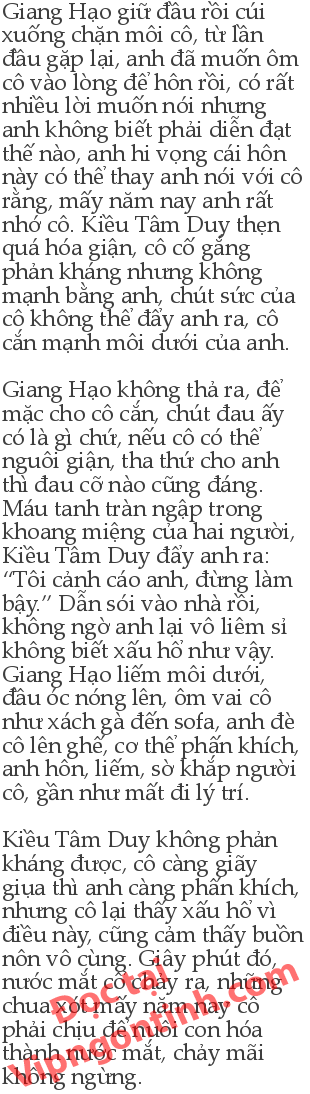 Giang Hạo giữ đầu rồi cúi
xuống chặn môi cô, từ lần
đầu gặp lại, anh đã muốn ôm
cô vào lòng để hôn rồi, có rất
nhiều lời muốn nói nhưng
anh không biết phải diễn đạt
thế nào, anh hi vọng cái hôn
này có thể thay anh nói với cô
rằng, mấy năm nay anh rất
nhớ cô. Kiều Tâm Duy thẹn
quá hóa giận, cô cố gắng
phản kháng nhưng không
mạnh bằng anh, chút sức của
cô không thể đẩy anh ra, cô
cắn mạnh môi dưới của anh.
Giang Hạo không thả ra, để
mặc cho cô cắn, chút đau ấy
có là gì chứ, nếu cô có thể
nguôi giận, tha thứ cho anh
thì đau cỡ nào cũng đáng.
Máu tanh tràn ngập trong
khoang miệng của hai người,
Kiều Tâm Duy đẩy anh ra:
“Tôi cảnh cáo anh, đừng làm
bậy.” Dẫn sói vào nhà rồi,
không ngờ anh lại vô liêm sỉ
không biết xấu hổ như vậy.
Giang Hạo liếm môi dưới,
đầu óc nóng lên, ôm vai cô
như xách gà đến sofa, anh đè
cô lên ghế, cơ thể phấn khích,
anh hôn, liếm, sờ khắp người
cô, gần như mất đi lý trí.
Kiều Tâm Duy không phản
kháng được, cô càng giãy
giụa thì anh càng phấn khích,
nhưng cô lại thấy xấu hổ vì
điều này, cũng cảm thấy buồn
nôn vô cùng. Giây phút đó,
nước mắt cô chảy ra, những
chua xót mấy năm nay cô
phải chịu để nuôi con hóa
thành nước mắt, chảy mãi
không ngừng.
Đọc tại
Vipngontinh.com